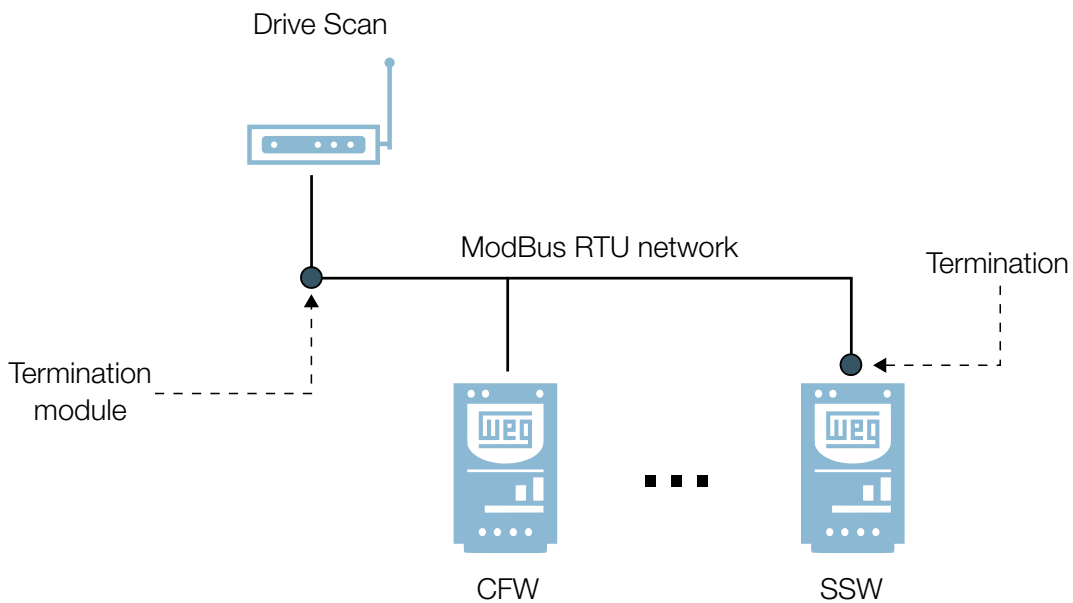 Drive Scan
ModBus RTU network
Termination
Termination
module
weg
weg
CFW
SSW